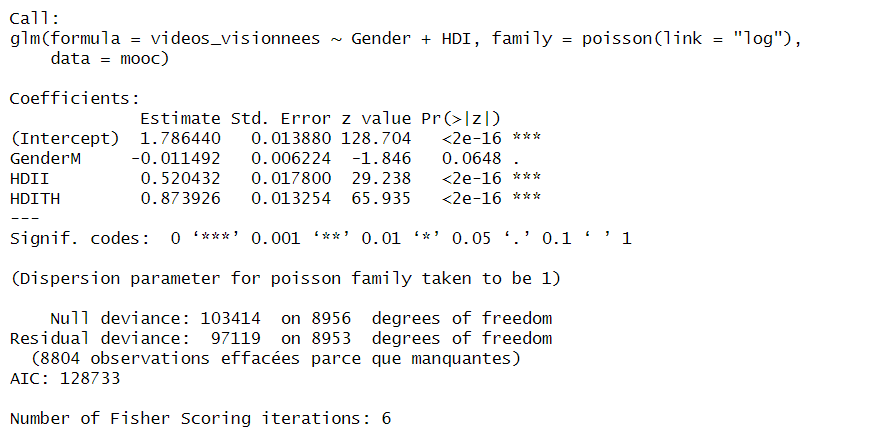 Call:
glm(formula = videos_visionnees ~ Gender + HDI, family = poisson(link = "log"),
    data = mooc)

Coefficients:
             Estimate Std. Error z value Pr(>|z|)
(Intercept)  1.786440   0.013880 128.704   <2e-16 ***
GenderM     -0.011492   0.006224  -1.846   0.0648 .
HDII         0.520432   0.017800  29.238   <2e-16 ***
HDITH        0.873926   0.013254  65.935   <2e-16 ***
---
Signif. codes:  0 ‘***’ 0.001 ‘**’ 0.01 ‘*’ 0.05 ‘.’ 0.1 ‘ ’ 1

(Dispersion parameter for poisson family taken to be 1)

    Null deviance: 103414  on 8956  degrees of freedom
Residual deviance:  97119  on 8953  degrees of freedom
  (8804 observations effacées parce que manquantes)
AIC: 128733

Number of Fisher Scoring iterations: 6